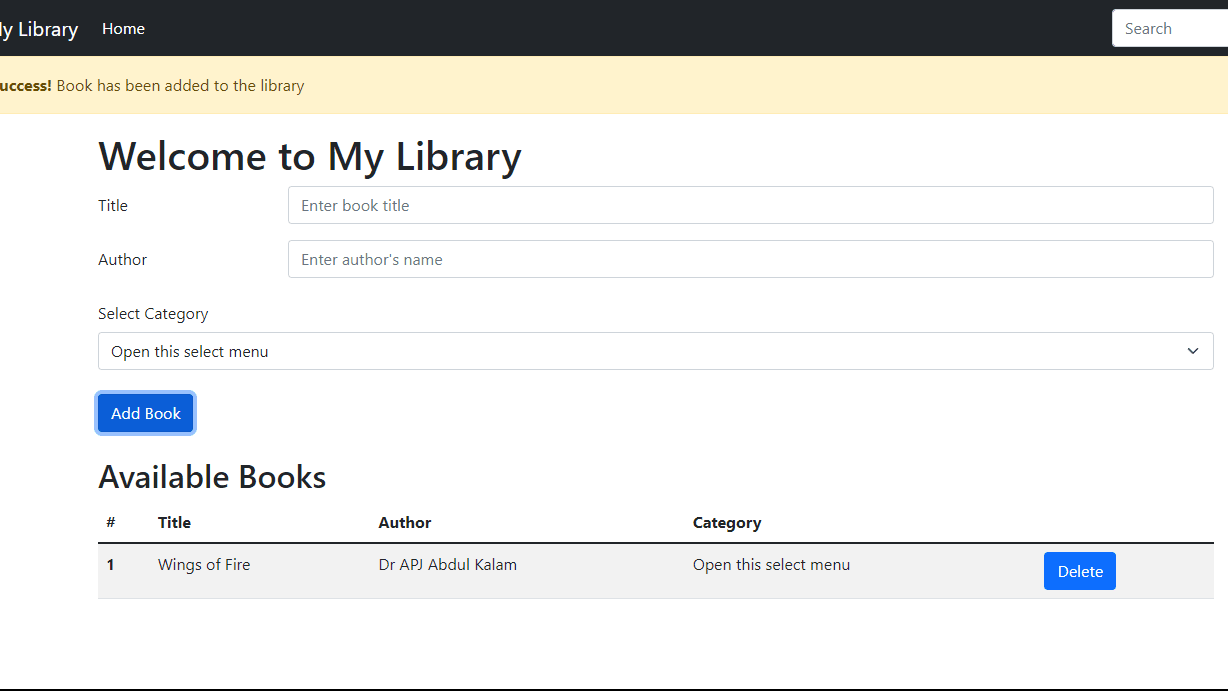 y Library Home Search
uccess! Book has been added to the library
Welcome to My Library
Title Enter book title
Author Enter author's name
Select Category
Open this select menu
Add Book
Available Books
# Title Author Category
1 Wings of Fire Dr APJ Abdul Kalam Open this select menu Delete